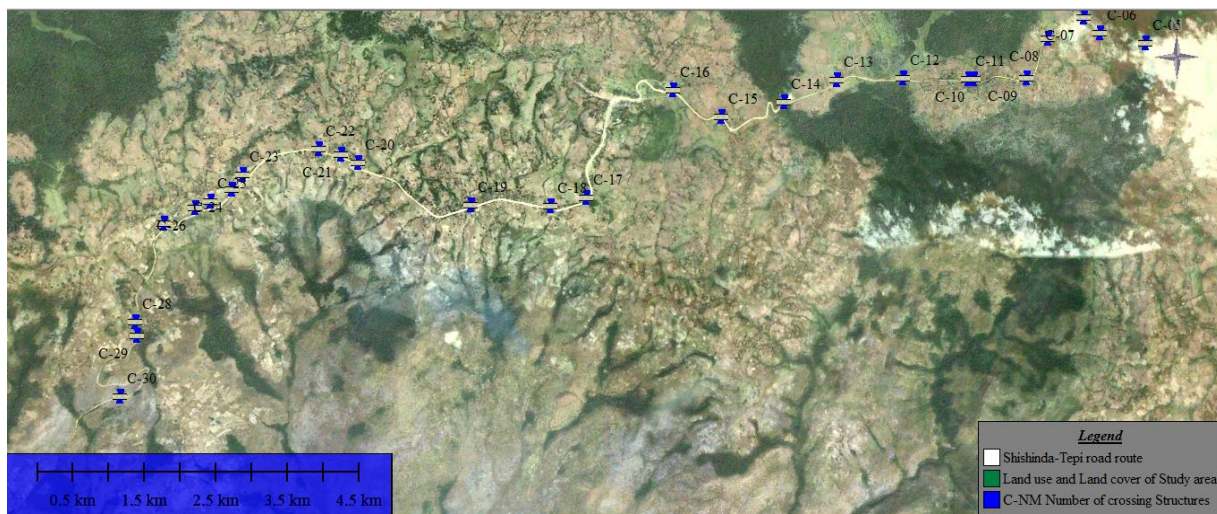 C-06
C-05
C-07
C-16
C-13
C-12
C-11
C-08
C-14
C-10
C-09
C-15
C-22
C-20
C-23
C-21
C-25
C-17
C-19
C-18
C-24
C-26
C-28
C-29
C-30
Legend
Shishinda-Tepi road route
Land use and Land cover of Study area
C-NM Number of crossing Structures
0.5 km 1.5 km 2.5 km 3.5 km 4.5 km